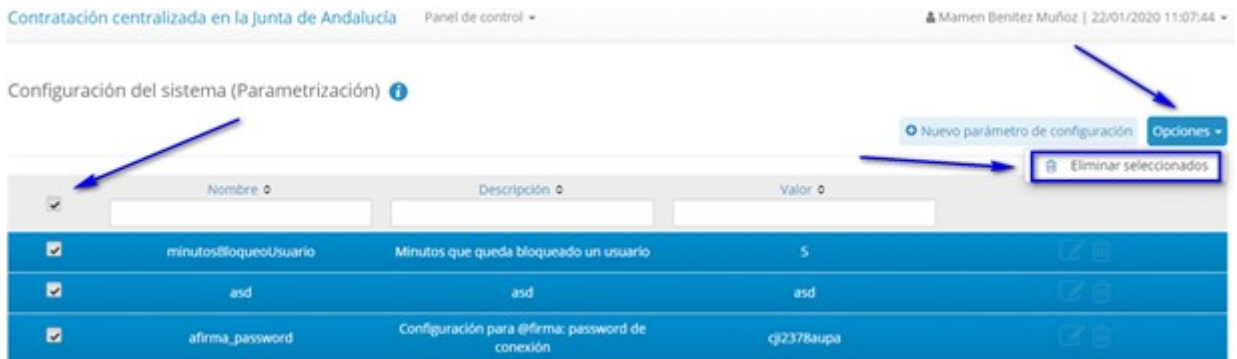 Contratación centralizada en la Junta de Andalucía Panel de control Mamen Benitez Muñoz | 22/01/2020 11:07:44
Configuración del sistema (Parametrización)
Nuevo parámetro de configuración Opciones
Eliminar seleccionados
Nombre Descripción Valor
minutosBloqueoUsuario Minutos que queda bloqueado un usuario 5
asd asd asd
afirma_password Configuración para @firma: password de conexión cji2378aupa